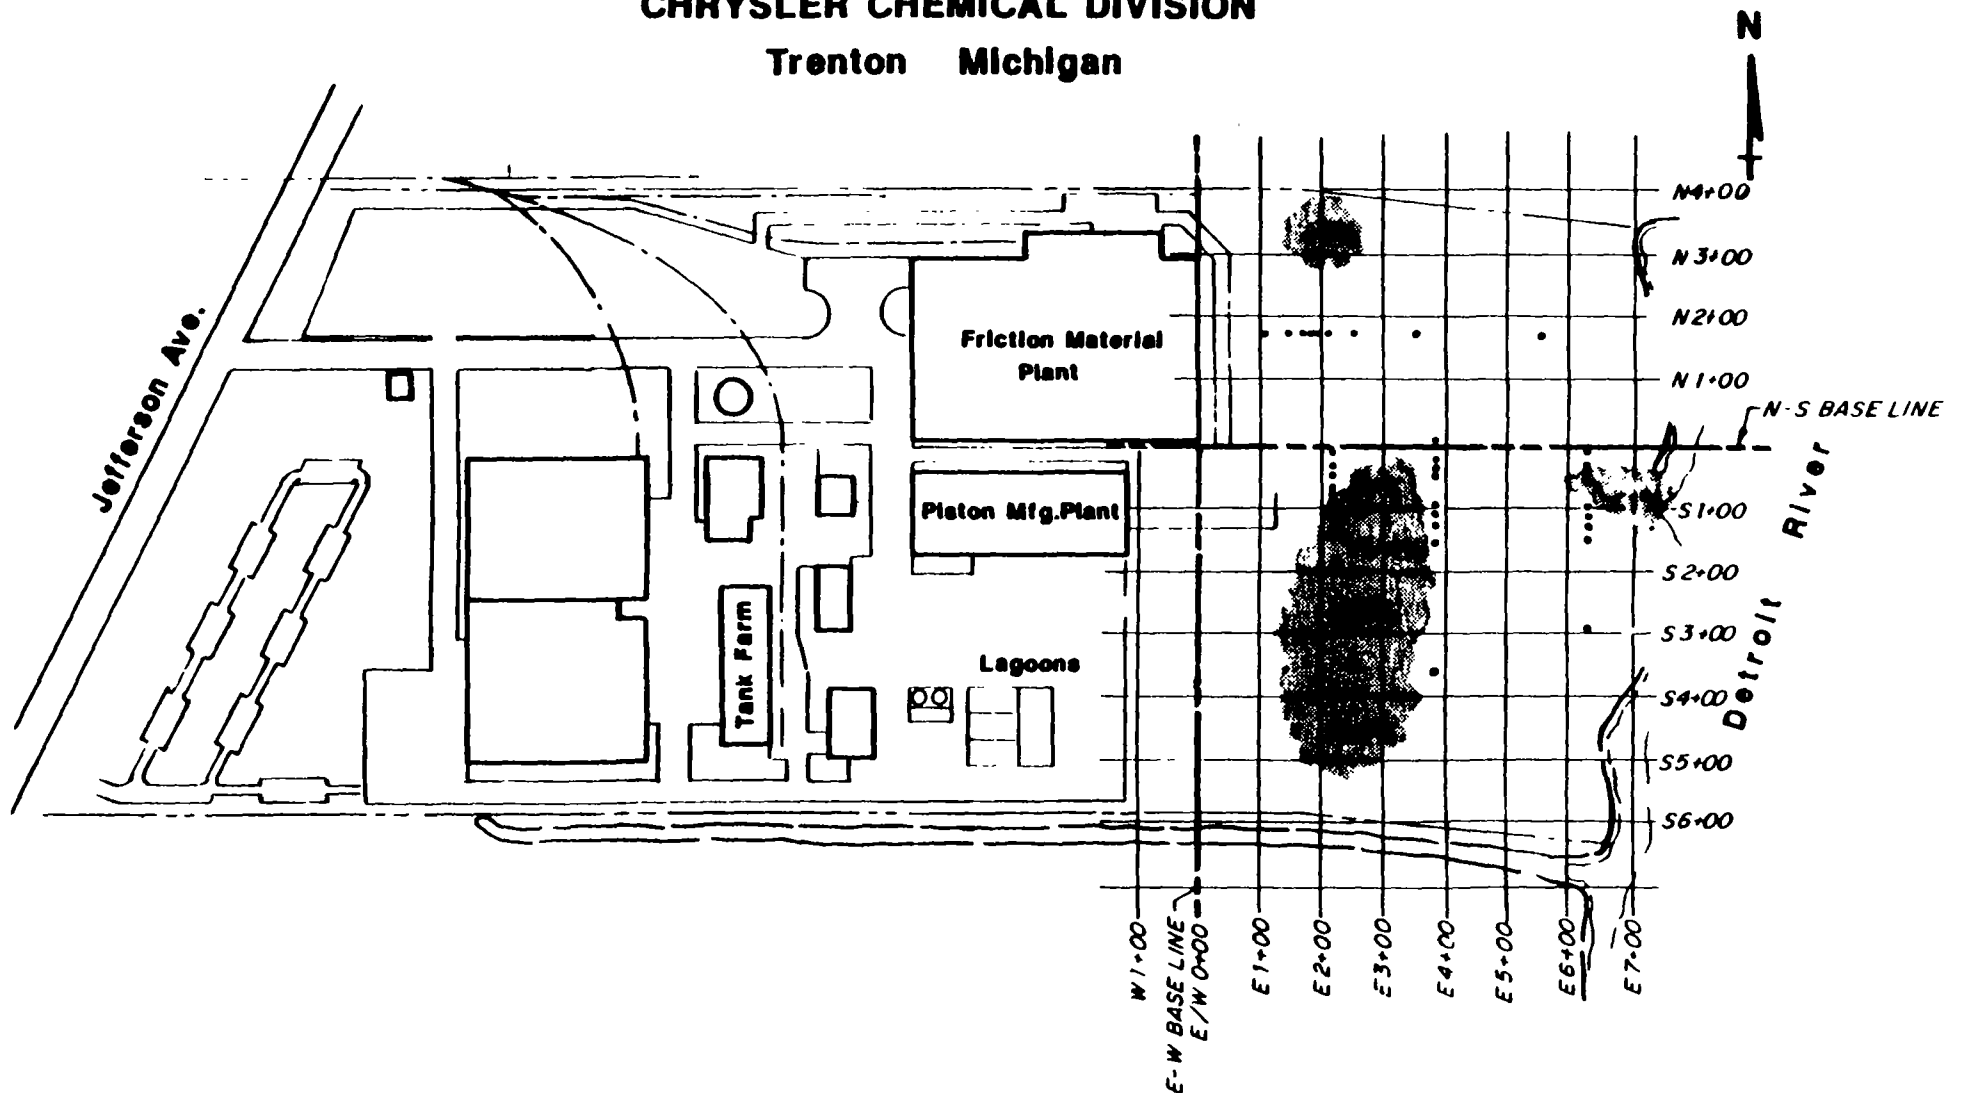 CHRYSLER CHEMICAL DIVISION
Trenton Michigan
N
N4+00
N3+00
N2+00
N1+00
N-S BASE LINE
Jefferson Ave.
Friction Material
Plant
Piston Mfg.Plant
Tank Farm
Lagoons
Detroit River
S1+00
S2+00
S3+00
S4+00
S5+00
S6+00
W1+00
E-W BASE LINE
E/W 0+00
E1+00
E2+00
E3+00
E4+00
E5+00
E6+00
E7+00